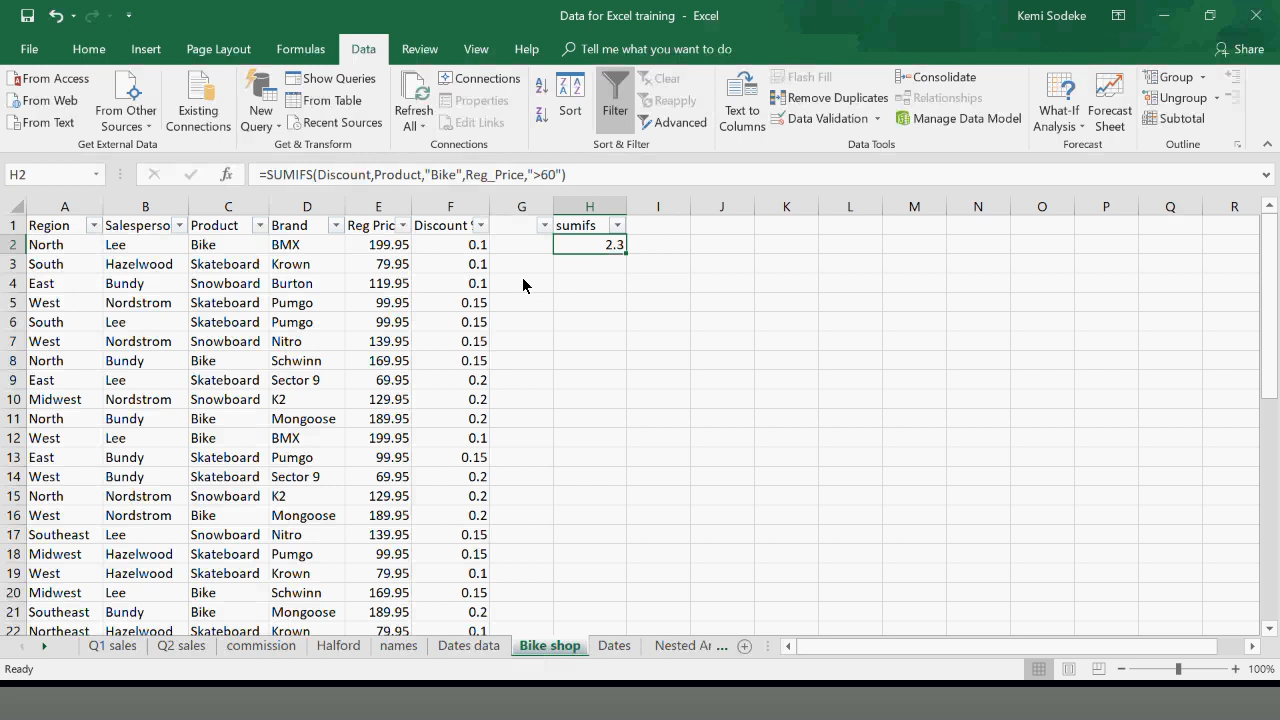 Data for Excel training - Excel
Kemi Sodeke
File Home Insert Page Layout Formulas Data Review View Help Tell me what you want to do Share
From Access
From Web
From Text
From Other Sources
Get External Data
Existing Connections
New Query
Show Queries
From Table
Recent Sources
Get & Transform
Refresh All
Connections
Properties
Edit Links
Connections
Sort
Filter
Clear
Reapply
Advanced
Sort & Filter
Text to Columns
Flash Fill
Remove Duplicates
Data Validation
Consolidate
Relationships
Manage Data Model
Data Tools
What-If Analysis
Forecast Sheet
Forecast
Group
Ungroup
Subtotal
Outline
H2 fx =SUMIFS(Discount,Product,"Bike",Reg_Price,">60")
A B C D E F G H I J K L M N O P Q R
1 Region Salesperso Product Brand Reg Pric Discount sumifs
2 North Lee Bike BMX 199.95 0.1 2.3
3 South Hazelwood Skateboard Krown 79.95 0.1
4 East Bundy Snowboard Burton 119.95 0.1
5 West Nordstrom Skateboard Pumgo 99.95 0.15
6 South Lee Skateboard Pumgo 99.95 0.15
7 West Nordstrom Snowboard Nitro 139.95 0.15
8 North Bundy Bike Schwinn 169.95 0.15
9 East Lee Skateboard Sector 9 69.95 0.2
10 Midwest Nordstrom Snowboard K2 129.95 0.2
11 North Bundy Bike Mongoose 189.95 0.2
12 West Lee Bike BMX 199.95 0.1
13 East Bundy Skateboard Pumgo 99.95 0.15
14 West Bundy Skateboard Sector 9 69.95 0.2
15 North Nordstrom Snowboard K2 129.95 0.2
16 West Nordstrom Bike Mongoose 189.95 0.2
17 Southeast Lee Snowboard Nitro 139.95 0.15
18 Midwest Hazelwood Skateboard Pumgo 99.95 0.15
19 West Hazelwood Skateboard Krown 79.95 0.1
20 Midwest Lee Bike Schwinn 169.95 0.15
21 Southeast Bundy Bike Mongoose 189.95 0.2
22 Northeast Hazelwood Skateboard Krown 79.95 0.1
Q1 sales Q2 sales commission Halford names Dates data Bike shop Dates Nested Ar ...
Ready 100%